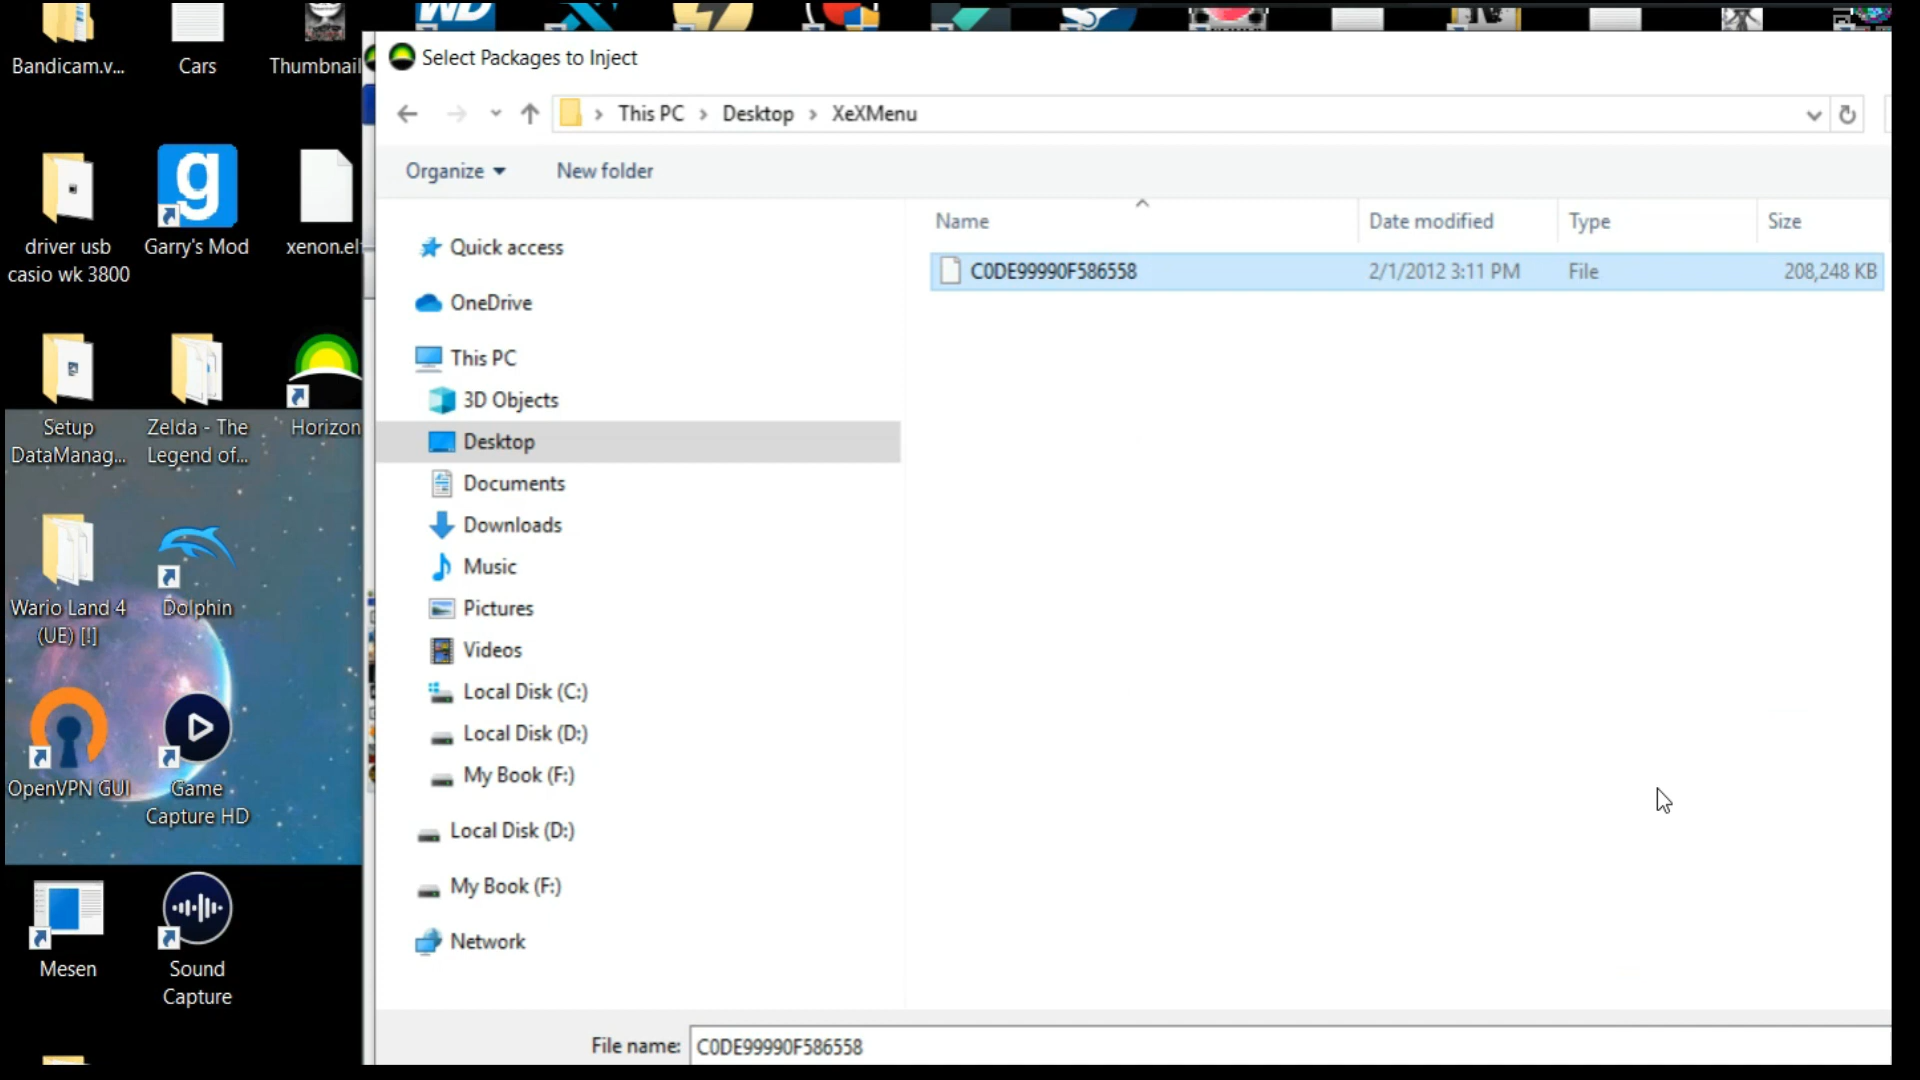 WD
Bandicam.v...
Cars
Thumbnail
Select Packages to Inject
This PC
Desktop
XeXMenu
Organize
New folder
Name
Date modified
Type
Size
C0DE99990F586558
2/1/2012 3:11 PM
File
208,248 KB
Quick access
OneDrive
This PC
3D Objects
Desktop
Documents
Downloads
Music
Pictures
Videos
Local Disk (C:)
Local Disk (D:)
My Book (F:)
Local Disk (D:)
My Book (F:)
Network
File name:
C0DE99990F586558
g
driver usb
casio wk 3800
Garry's Mod
xenon.elf
Setup
DataManag...
Zelda - The
Legend of...
Horizon
Wario Land 4
(UE) [!]
Dolphin
OpenVPN GUI
Game
Capture HD
Mesen
Sound
Capture